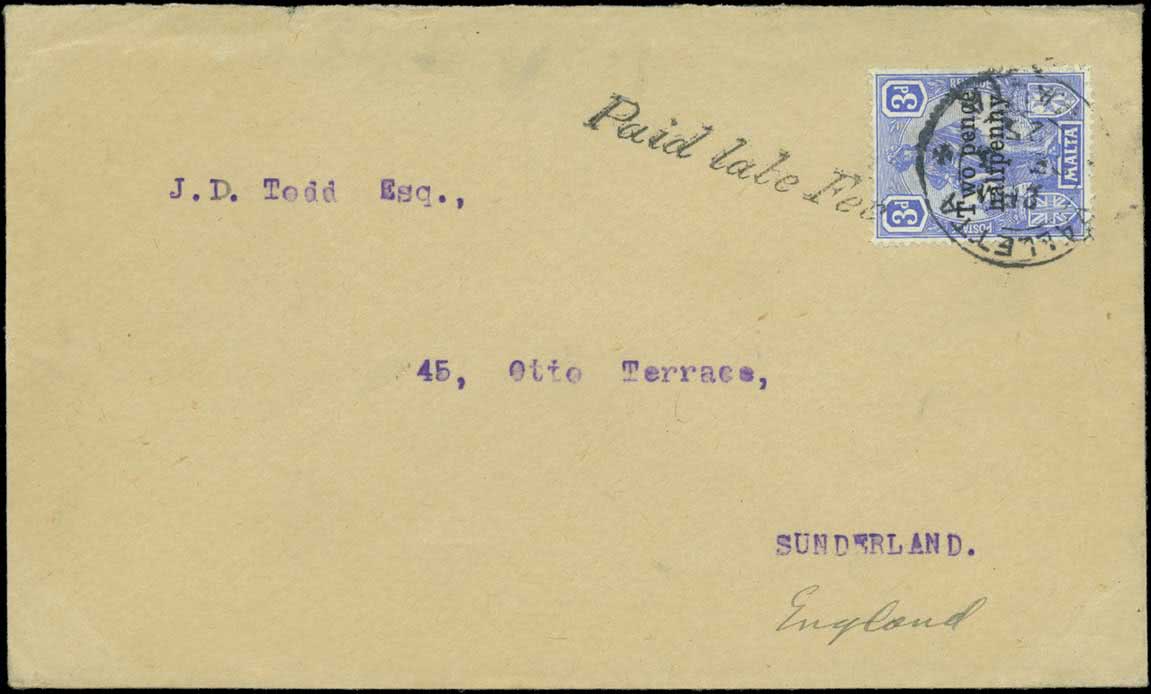 Paid late Fee
3d
3d
POSTAGE
MALTA
Two pence
halfpenny
VALLETTA
J.D. Todd Esq.,
45, Otto Terrace,
SUNDERLAND.
England